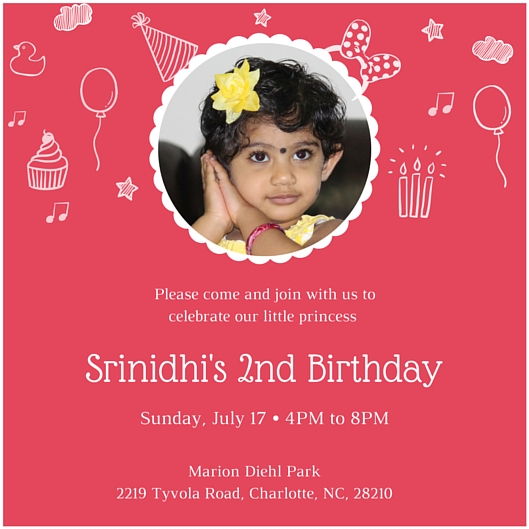 Please come and join with us to
celebrate our little princess
Srinidhi's 2nd Birthday
Sunday, July 17 • 4PM to 8PM
Marion Diehl Park
2219 Tyvola Road, Charlotte, NC, 28210